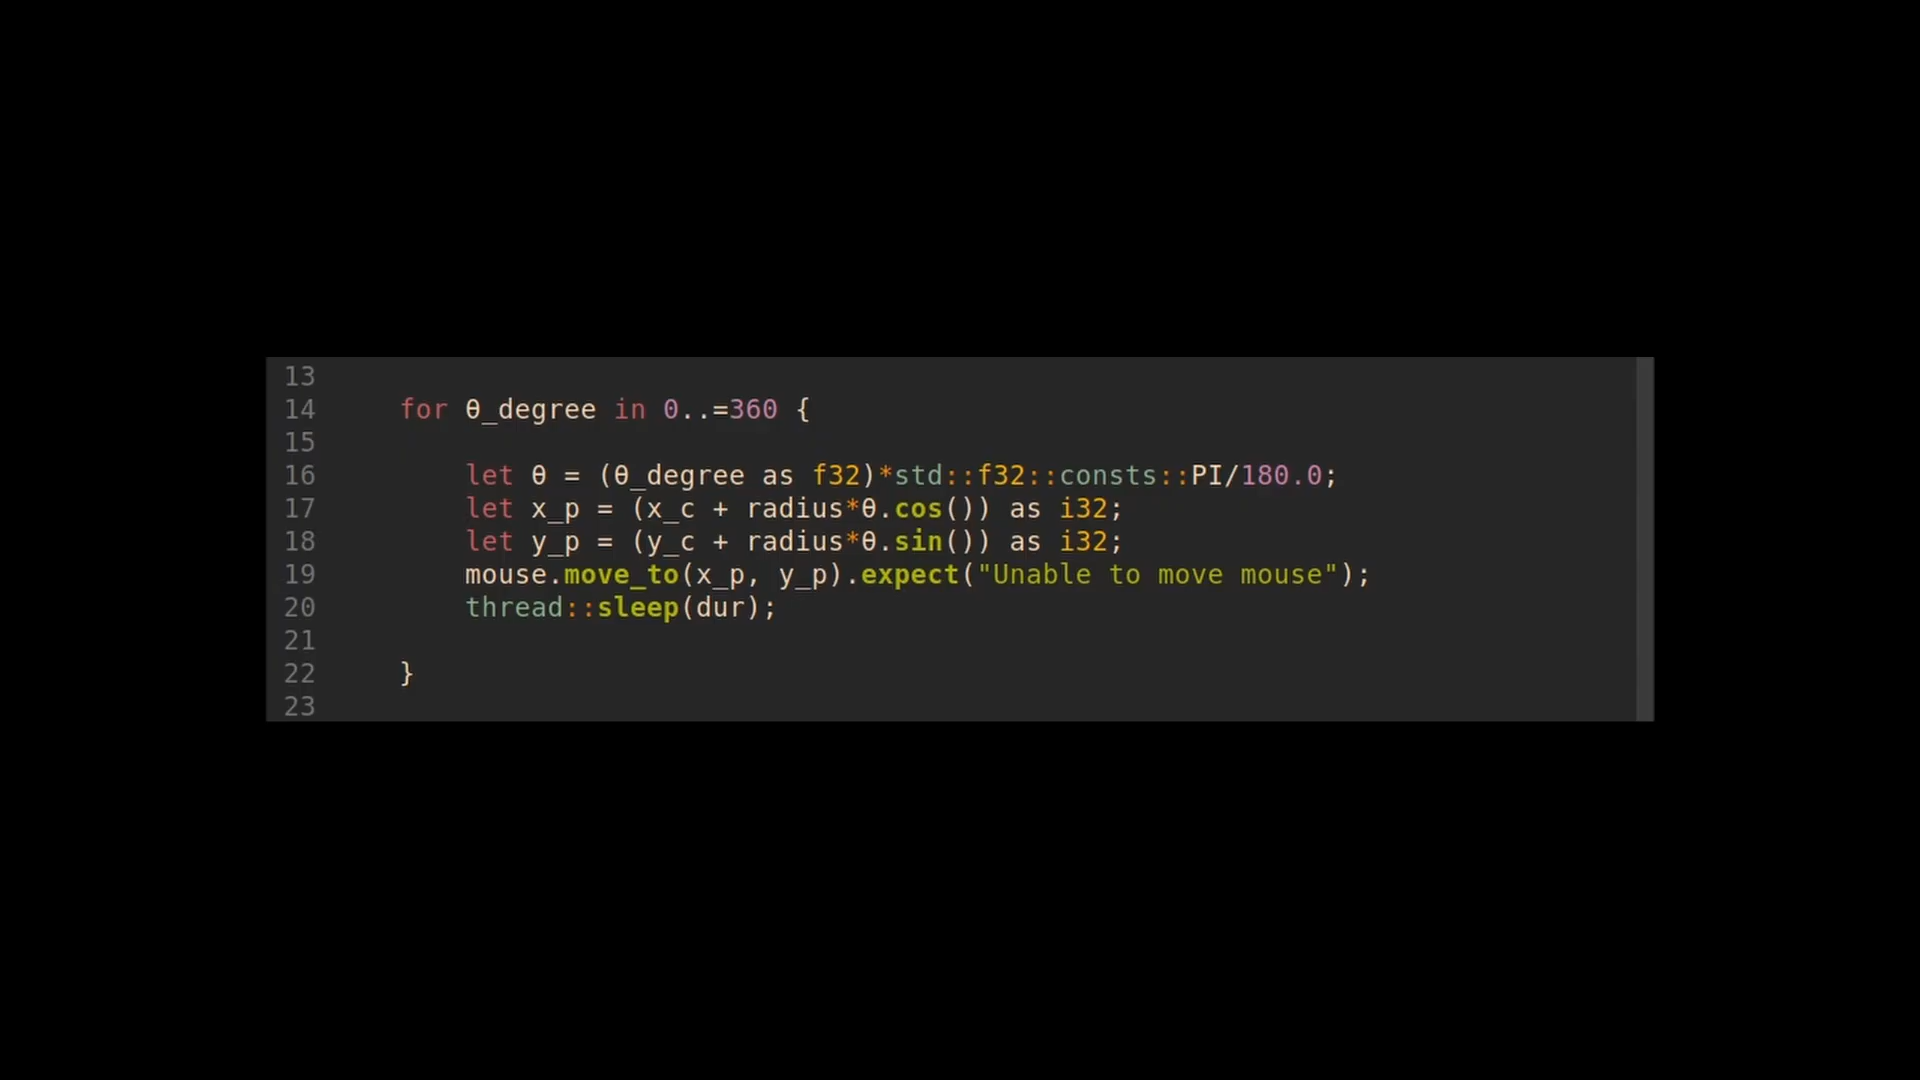 13
14 for θ_degree in 0..=360 {
15
16 let θ = (θ_degree as f32)*std::f32::consts::PI/180.0;
17 let x_p = (x_c + radius*θ.cos()) as i32;
18 let y_p = (y_c + radius*θ.sin()) as i32;
19 mouse.move_to(x_p, y_p).expect("Unable to move mouse");
20 thread::sleep(dur);
21
22 }
23